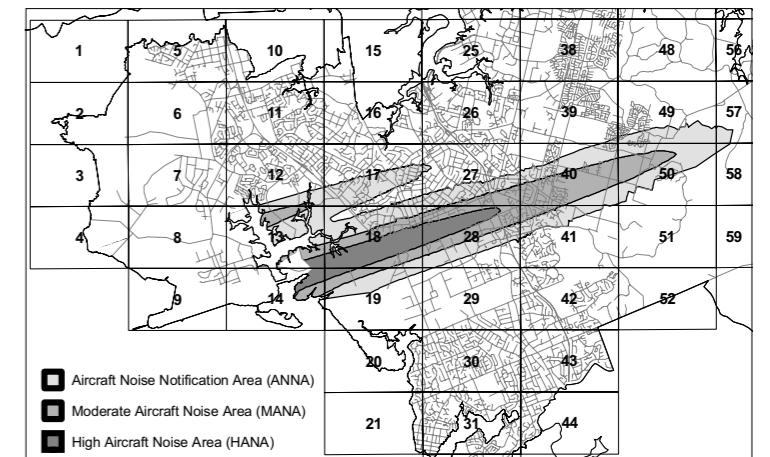 1 5 10 15 25 38 48 56
2 6 11 16 26 39 49 57
3 7 12 17 27 40 50 58
4 8 13 18 28 41 51 59
9 14 19 29 42 52
20 30 43
Aircraft Noise Notification Area (ANNA)
Moderate Aircraft Noise Area (MANA)
21 31 44
High Aircraft Noise Area (HANA)